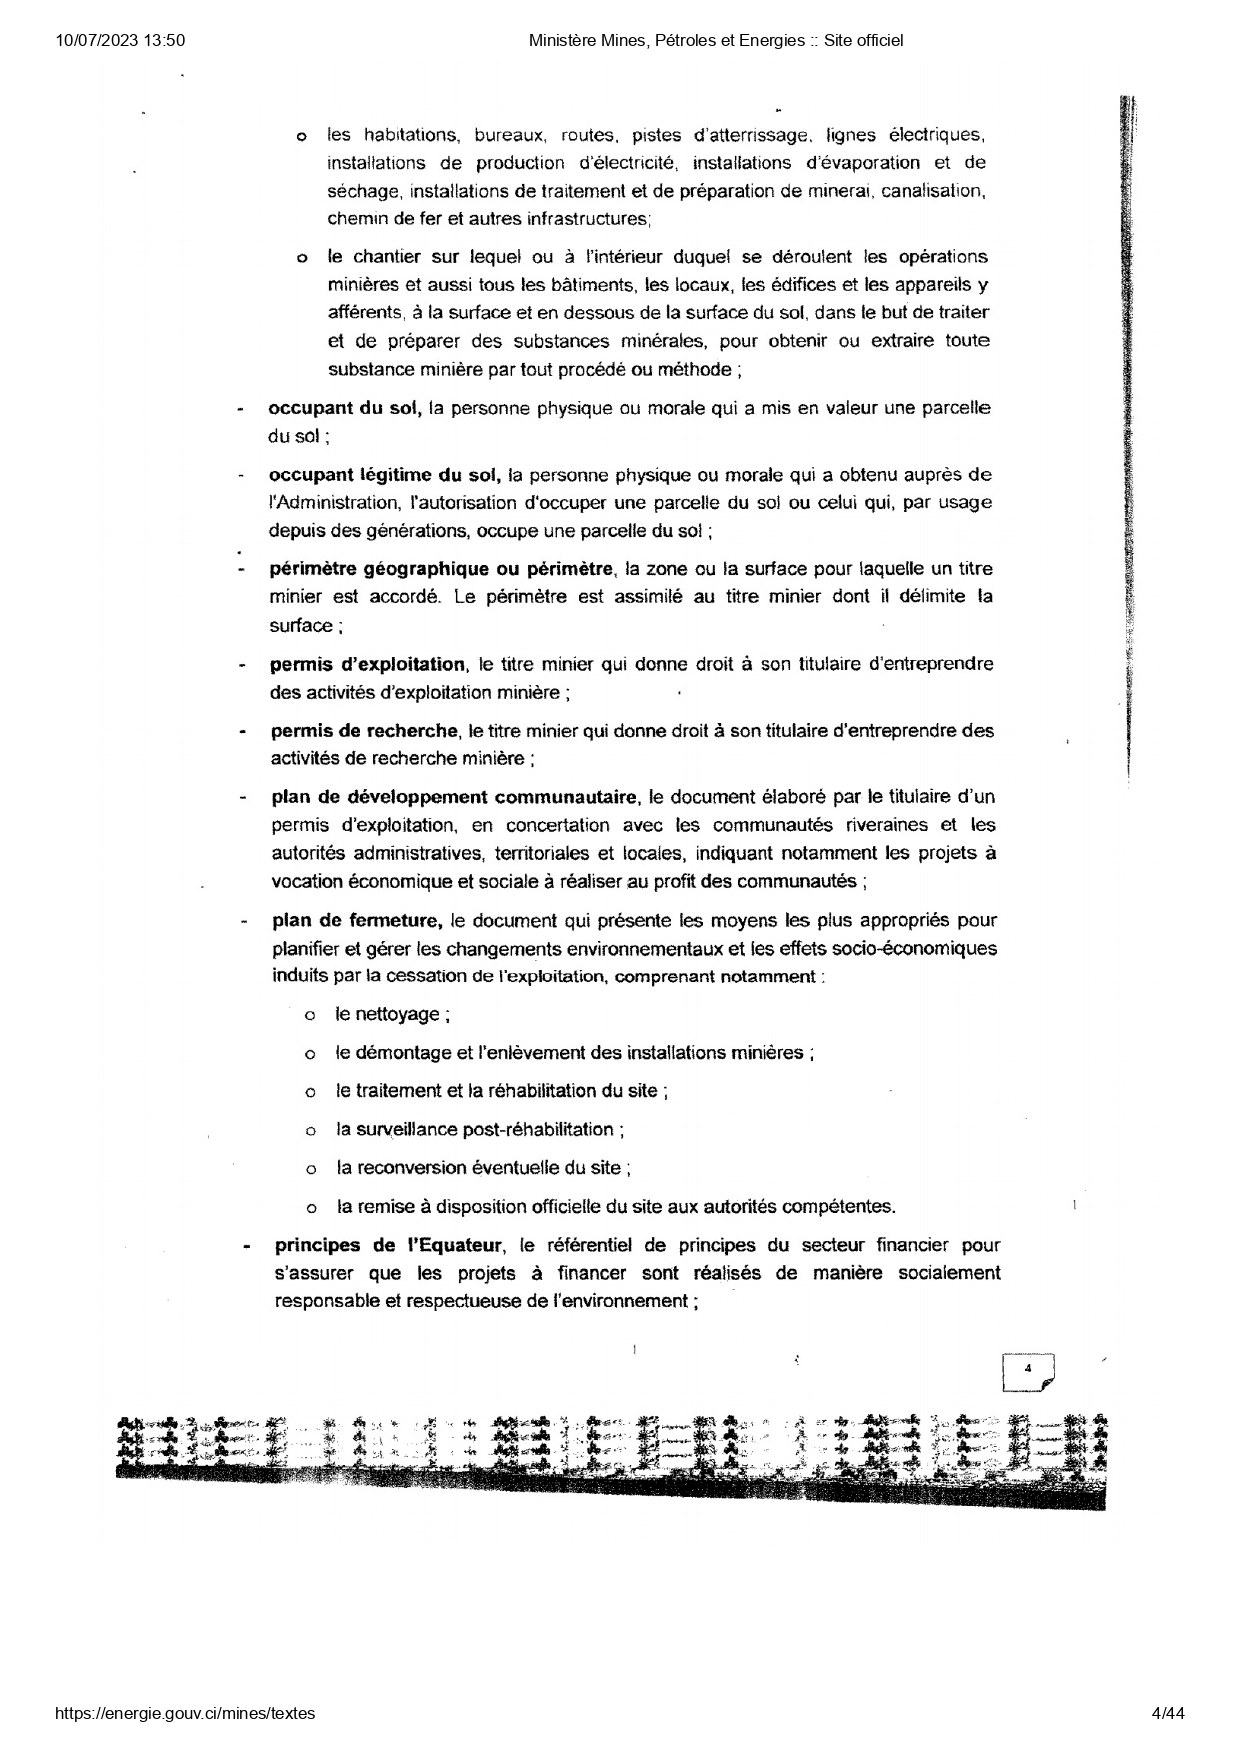 10/07/2023 13:50
Ministère Mines, Pétroles et Energies :: Site officiel
o les habitations, bureaux, routes, pistes d'atterrissage, lignes électriques,
installations de production d'électricité, installations d'évaporation et de
séchage, installations de traitement et de préparation de minerai, canalisation,
chemin de fer et autres infrastructures;
o le chantier sur lequel ou à l'intérieur duquel se déroulent les opérations
minières et aussi tous les bâtiments, les locaux, les édifices et les appareils y
afférents, à la surface et en dessous de la surface du sol, dans le but de traiter
et de préparer des substances minérales, pour obtenir ou extraire toute
substance minière par tout procédé ou méthode ;
- occupant du sol, la personne physique ou morale qui a mis en valeur une parcelle
du sol ;
- occupant légitime du sol, la personne physique ou morale qui a obtenu auprès de
l'Administration, l'autorisation d'occuper une parcelle du sol ou celui qui, par usage
depuis des générations, occupe une parcelle du sol ;
- périmètre géographique ou périmètre, la zone ou la surface pour laquelle un titre
minier est accordé. Le périmètre est assimilé au titre minier dont il délimite la
surface ;
- permis d'exploitation, le titre minier qui donne droit à son titulaire d'entreprendre
des activités d'exploitation minière ;
- permis de recherche, le titre minier qui donne droit à son titulaire d'entreprendre des
activités de recherche minière ;
- plan de développement communautaire, le document élaboré par le titulaire d'un
permis d'exploitation, en concertation avec les communautés riveraines et les
autorités administratives, territoriales et locales, indiquant notamment les projets à
vocation économique et sociale à réaliser au profit des communautés ;
- plan de fermeture, le document qui présente les moyens les plus appropriés pour
planifier et gérer les changements environnementaux et les effets socio-économiques
induits par la cessation de l'exploitation, comprenant notamment :
o le nettoyage ;
o le démontage et l'enlèvement des installations minières ;
o le traitement et la réhabilitation du site ;
o la surveillance post-réhabilitation ;
o la reconversion éventuelle du site ;
o la remise à disposition officielle du site aux autorités compétentes.
- principes de l'Equateur, le référentiel de principes du secteur financier pour
s'assurer que les projets à financer sont réalisés de manière socialement
responsable et respectueuse de l'environnement ;
4
https://energie.gouv.ci/mines/textes
4/44